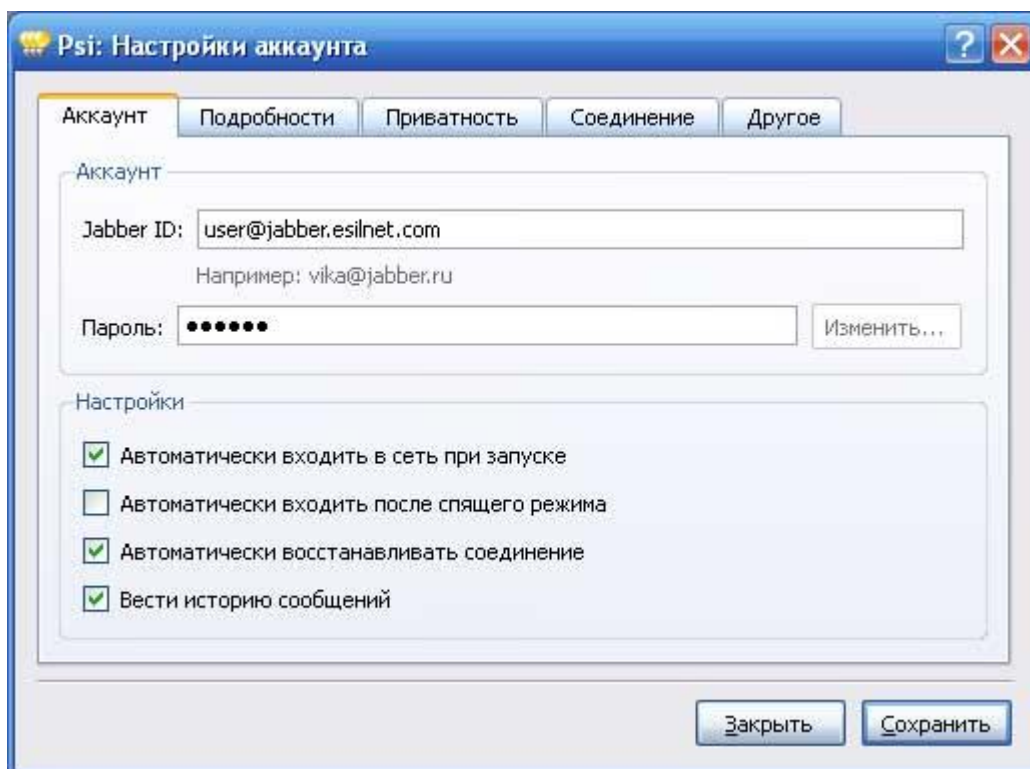 Psi: Настройки аккаунта
Аккаунт Подробности Приватность Соединение Другое
Аккаунт
Jabber ID: user@jabber.esilnet.com
Например: vika@jabber.ru
Пароль: ●●●●●● Изменить...
Настройки
Автоматически входить в сеть при запуске
Автоматически входить после спящего режима
Автоматически восстанавливать соединение
Вести историю сообщений
Закрыть Сохранить